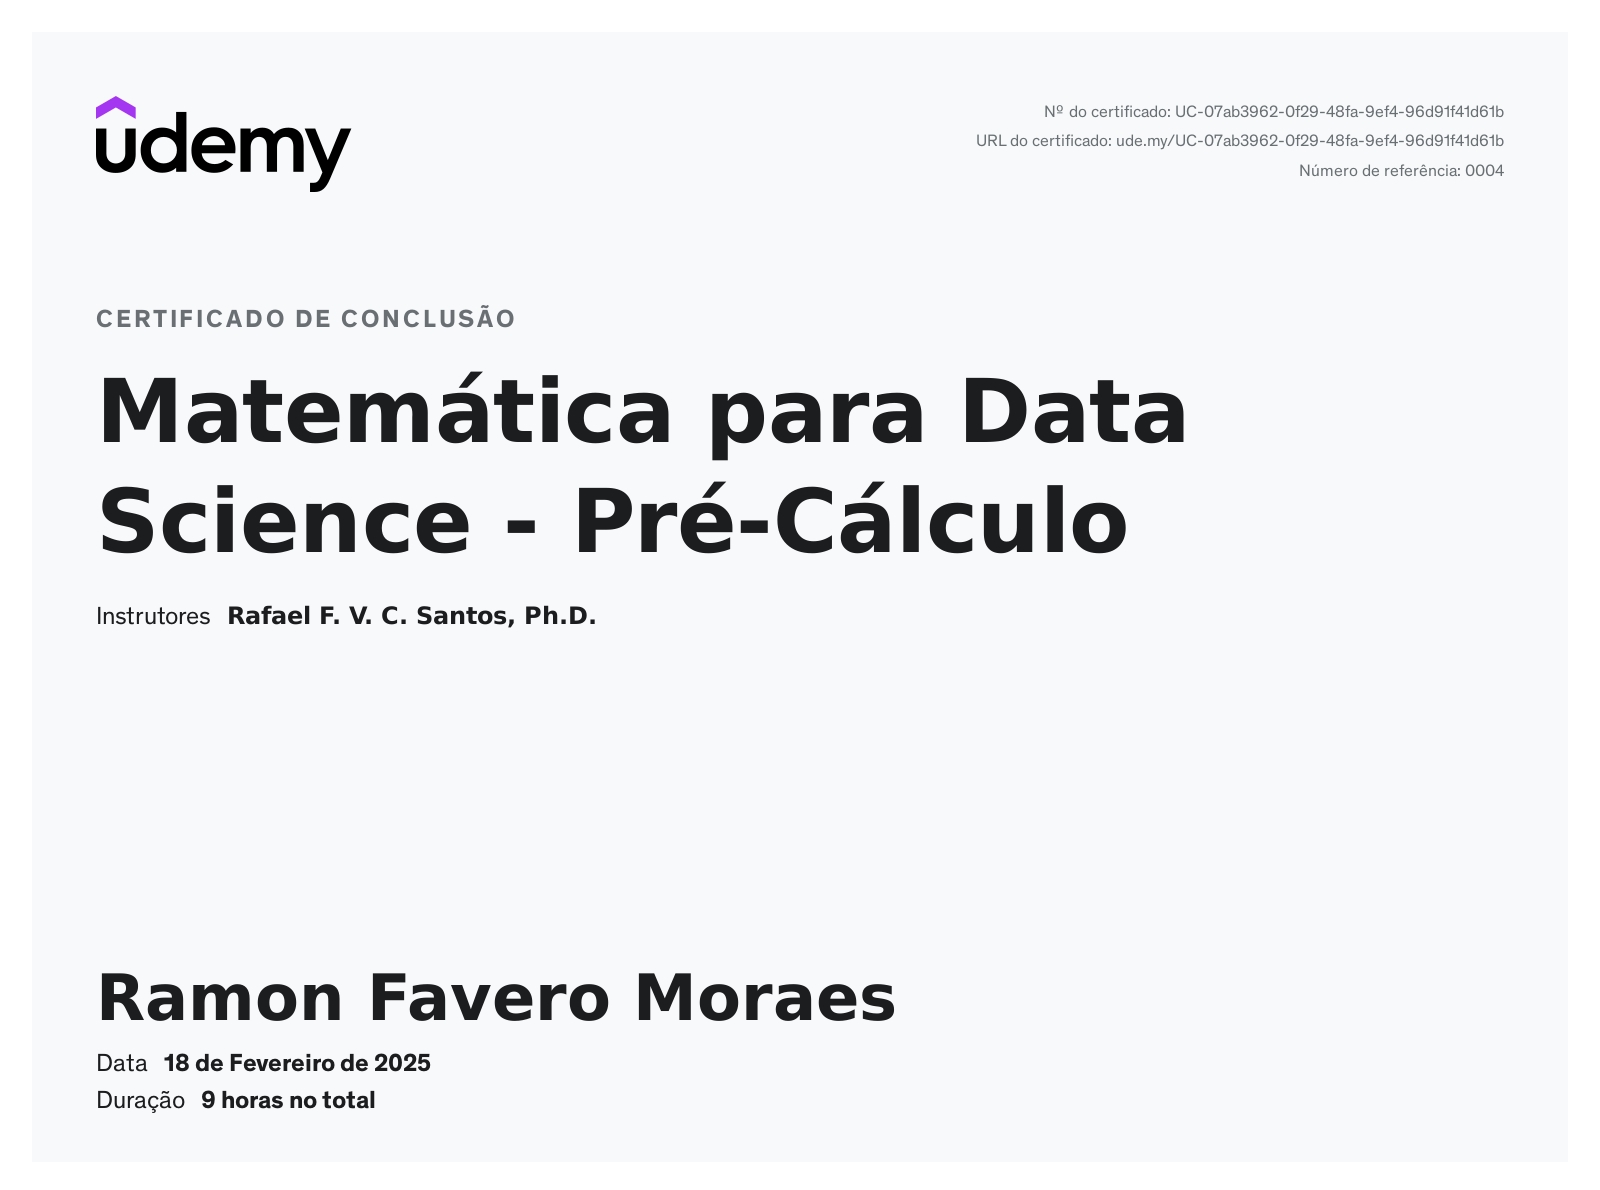 udemy
Nº do certificado: UC-07ab3962-0f29-48fa-9ef4-96d91f41d61b
URL do certificado: ude.my/UC-07ab3962-0f29-48fa-9ef4-96d91f41d61b
Número de referência: 0004
CERTIFICADO DE CONCLUSÃO
Matemática para Data
Science - Pré-Cálculo
Instrutores Rafael F. V. C. Santos, Ph.D.
Ramon Favero Moraes
Data 18 de Fevereiro de 2025
Duração 9 horas no total